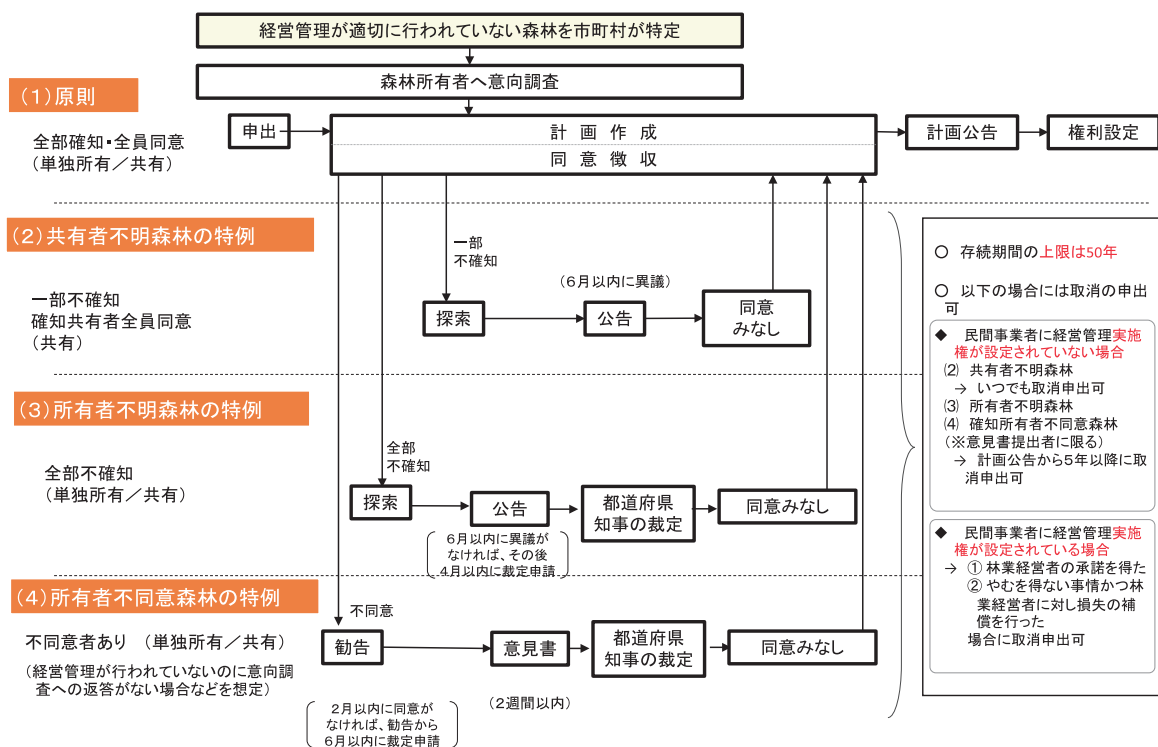 経営管理が適切に行われていない森林を市町村が特定
森林所有者へ意向調査
(1)原則
全部確知・全員同意
(単独所有/共有)
申出
計画作成
同意徴収
計画公告
権利設定
(2)共有者不明森林の特例
一部不確知
確知共有者全員同意
(共有)
一部
不確知
探索
(6月以内に異議)
公告
同意
みなし
(3)所有者不明森林の特例
全部不確知
(単独所有/共有)
全部
不確知
探索
公告
6月以内に異議が
なければ、その後
4月以内に裁定申請
都道府県
知事の裁定
同意みなし
(4)所有者不同意森林の特例
不同意者あり (単独所有/共有)
(経営管理が行われていないのに意向調
査への返答がない場合などを想定)
不同意
勧告
2月以内に同意が
なければ、勧告から
6月以内に裁定申請
意見書
(2週間以内)
都道府県
知事の裁定
同意みなし
○ 存続期間の上限は50年
○ 以下の場合には取消の申出
可
◆ 民間事業者に経営管理実施
権が設定されていない場合
⑵ 共有者不明森林
→ いつでも取消申出可
⑶ 所有者不明森林
⑷ 確知所有者不同意森林
(※意見書提出者に限る)
→ 計画公告から5年以降に取
消申出可
◆ 民間事業者に経営管理実施
権が設定されている場合
→ ① 林業経営者の承諾を得た
② やむを得ない事情かつ林
業経営者に対し損失の補
償を行った
場合に取消申出可